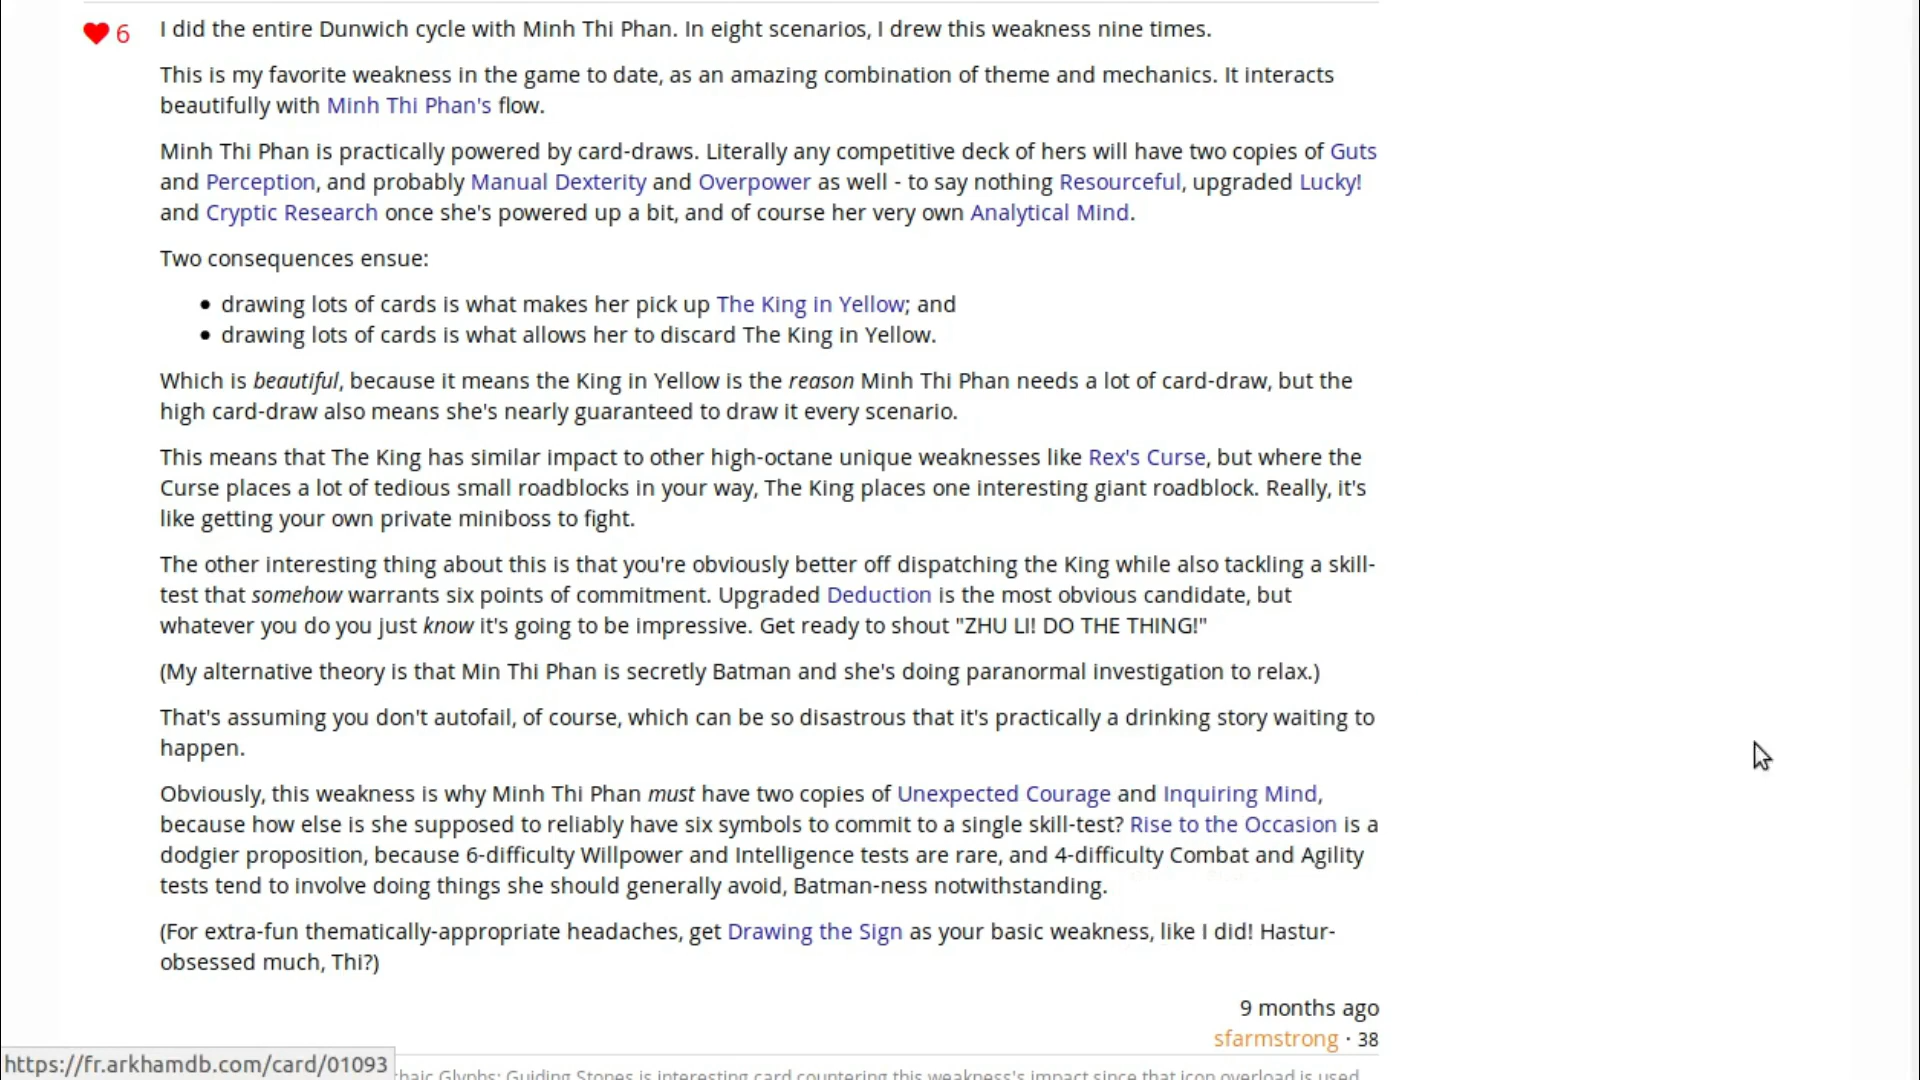 6
I did the entire Dunwich cycle with Minh Thi Phan. In eight scenarios, I drew this weakness nine times.
This is my favorite weakness in the game to date, as an amazing combination of theme and mechanics. It interacts
beautifully with Minh Thi Phan's flow.
Minh Thi Phan is practically powered by card-draws. Literally any competitive deck of hers will have two copies of Guts
and Perception, and probably Manual Dexterity and Overpower as well - to say nothing Resourceful, upgraded Lucky!
and Cryptic Research once she's powered up a bit, and of course her very own Analytical Mind.
Two consequences ensue:
• drawing lots of cards is what makes her pick up The King in Yellow; and
• drawing lots of cards is what allows her to discard The King in Yellow.
Which is beautiful, because it means the King in Yellow is the reason Minh Thi Phan needs a lot of card-draw, but the
high card-draw also means she's nearly guaranteed to draw it every scenario.
This means that The King has similar impact to other high-octane unique weaknesses like Rex's Curse, but where the
Curse places a lot of tedious small roadblocks in your way, The King places one interesting giant roadblock. Really, it's
like getting your own private miniboss to fight.
The other interesting thing about this is that you're obviously better off dispatching the King while also tackling a skill-
test that somehow warrants six points of commitment. Upgraded Deduction is the most obvious candidate, but
whatever you do you just know it's going to be impressive. Get ready to shout "ZHU LI! DO THE THING!"
(My alternative theory is that Min Thi Phan is secretly Batman and she's doing paranormal investigation to relax.)
That's assuming you don't autofail, of course, which can be so disastrous that it's practically a drinking story waiting to
happen.
Obviously, this weakness is why Minh Thi Phan must have two copies of Unexpected Courage and Inquiring Mind,
because how else is she supposed to reliably have six symbols to commit to a single skill-test? Rise to the Occasion is a
dodgier proposition, because 6-difficulty Willpower and Intelligence tests are rare, and 4-difficulty Combat and Agility
tests tend to involve doing things she should generally avoid, Batman-ness notwithstanding.
(For extra-fun thematically-appropriate headaches, get Drawing the Sign as your basic weakness, like I did! Hastur-
obsessed much, Thi?)
9 months ago
sfarmstrong · 38
https://fr.arkhamdb.com/card/01093
Glyphs: Guiding Stones is interesting card countering this weakness's impact since that icon overload is used